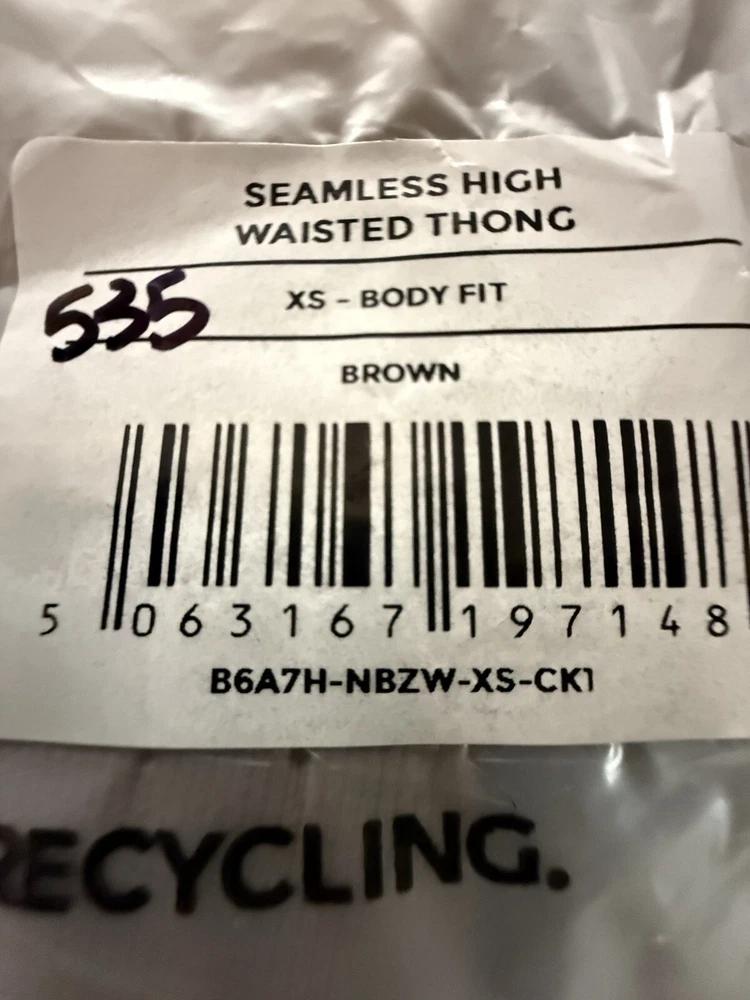 SEAMLESS HIGH
WAISTED THONG
535
XS - BODY FIT
BROWN
5 063167 197148
B6A7H-NBZW-XS-CK1
RECYCLING.